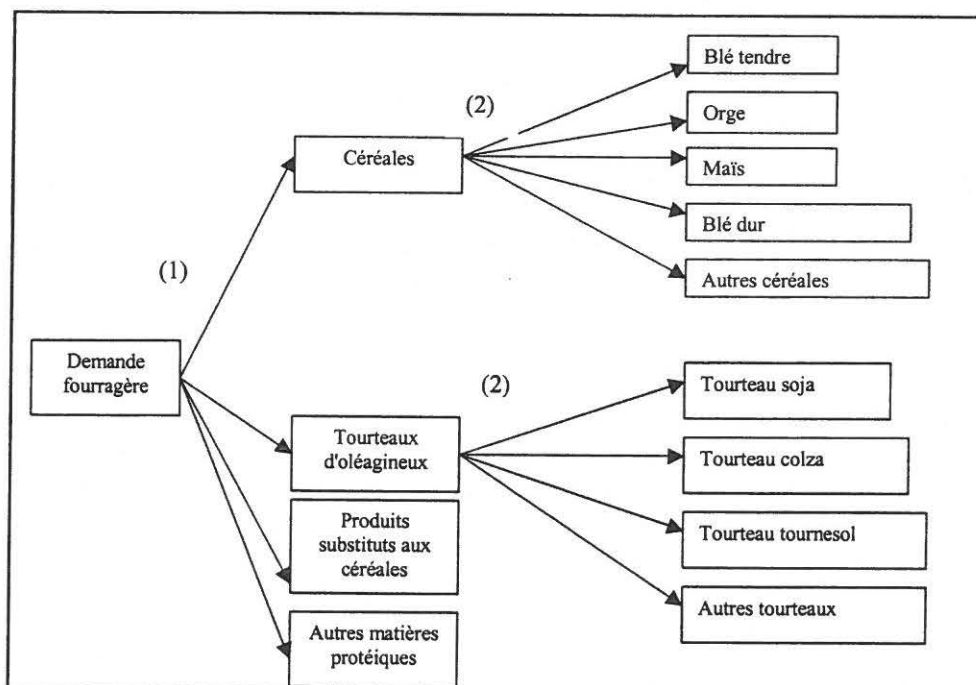 Blé tendre
(2)
Orge
Céréales
Maïs
Blé dur
(1)
Autres céréales
Demande
fourragère
(2)
Tourteau soja
Tourteaux
d'oléagineux
Tourteau colza
Produits
substituts aux
céréales
Tourteau tournesol
Autres matières
protéiques
Autres tourteaux